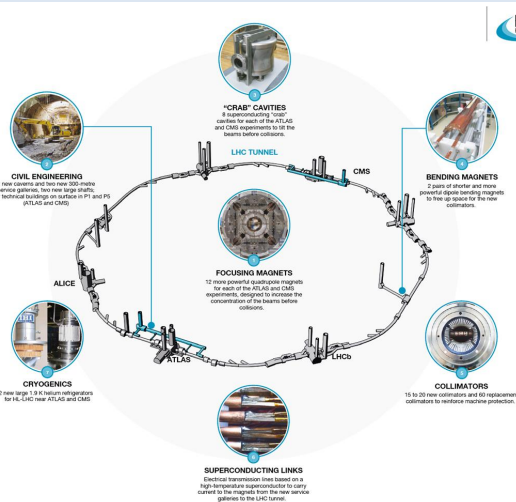 3
"CRAB" CAVITIES
8 superconducting "crab"
cavities for each of the ATLAS
and CMS experiments to tilt the
beams before collisions.
2
CIVIL ENGINEERING
new caverns and two new 300-metre
service galleries, two new large shafts;
technical buildings on surface in P1 and P5
(ATLAS and CMS)
LHC TUNNEL
CMS
4
BENDING MAGNETS
2 pairs of shorter and more
powerful dipole bending magnets
to free up space for the new
collimators.
1
FOCUSING MAGNETS
12 more powerful quadrupole magnets
for each of the ATLAS and CMS
experiments, designed to increase the
concentration of the beams before
collisions.
ALICE
ATLAS
LHCb
7
CRYOGENICS
2 new large 1.9 K helium refrigerators
for HL-LHC near ATLAS and CMS
5
COLLIMATORS
15 to 20 new collimators and 60 replacement
collimators to reinforce machine protection.
6
SUPERCONDUCTING LINKS
Electrical transmission lines based on a
high-temperature superconductor to carry
current to the magnets from the new service
galleries to the LHC tunnel.